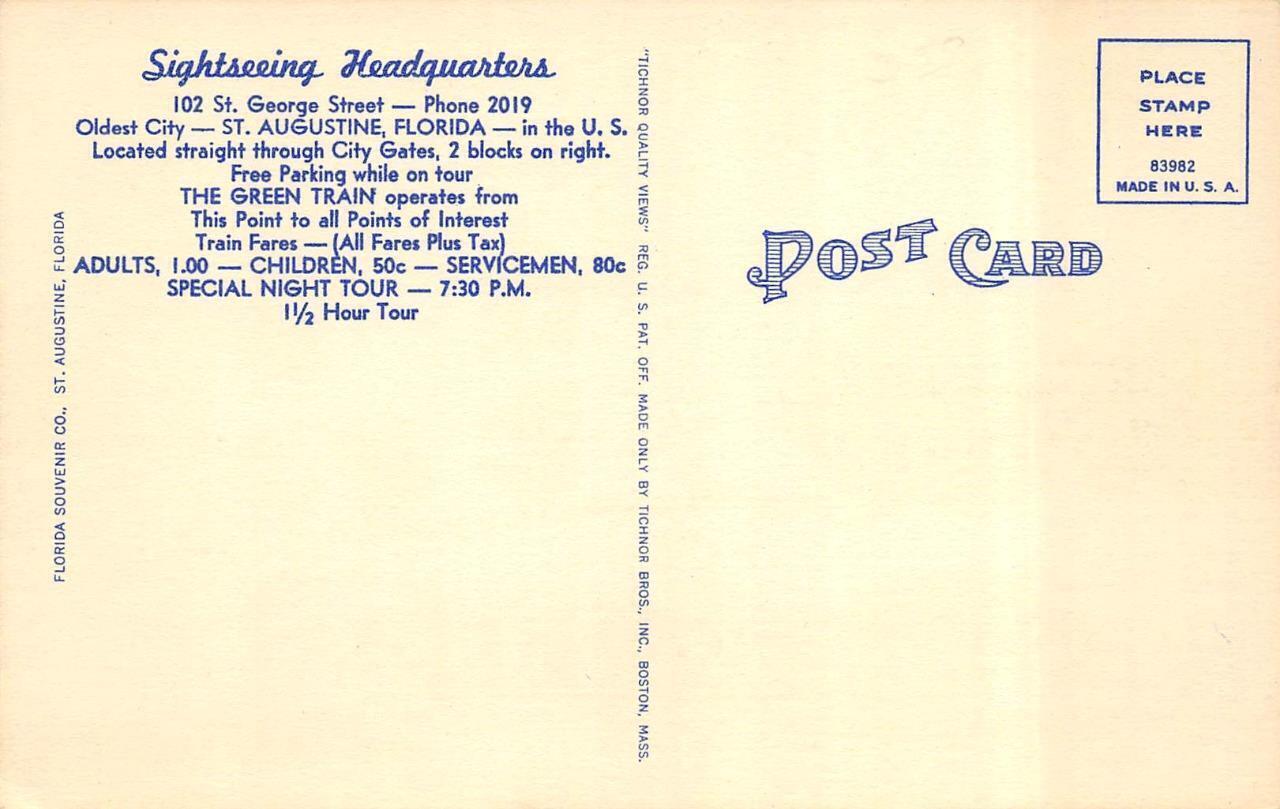 Sightseeing Headquarters
102 St. George Street — Phone 2019
Oldest City — ST. AUGUSTINE, FLORIDA — in the U. S.
Located straight through City Gates, 2 blocks on right.
Free Parking while on tour
THE GREEN TRAIN operates from
This Point to all Points of Interest
Train Fares — (All Fares Plus Tax)
ADULTS, 1.00 — CHILDREN, 50c — SERVICEMEN, 80c
SPECIAL NIGHT TOUR — 7:30 P.M.
1½ Hour Tour
FLORIDA SOUVENIR CO., ST. AUGUSTINE, FLORIDA
"TICHNOR QUALITY VIEWS" REG. U. S. PAT. OFF. MADE ONLY BY TICHNOR BROS., INC., BOSTON, MASS.
POST CARD
PLACE
STAMP
HERE
83982
MADE IN U. S. A.